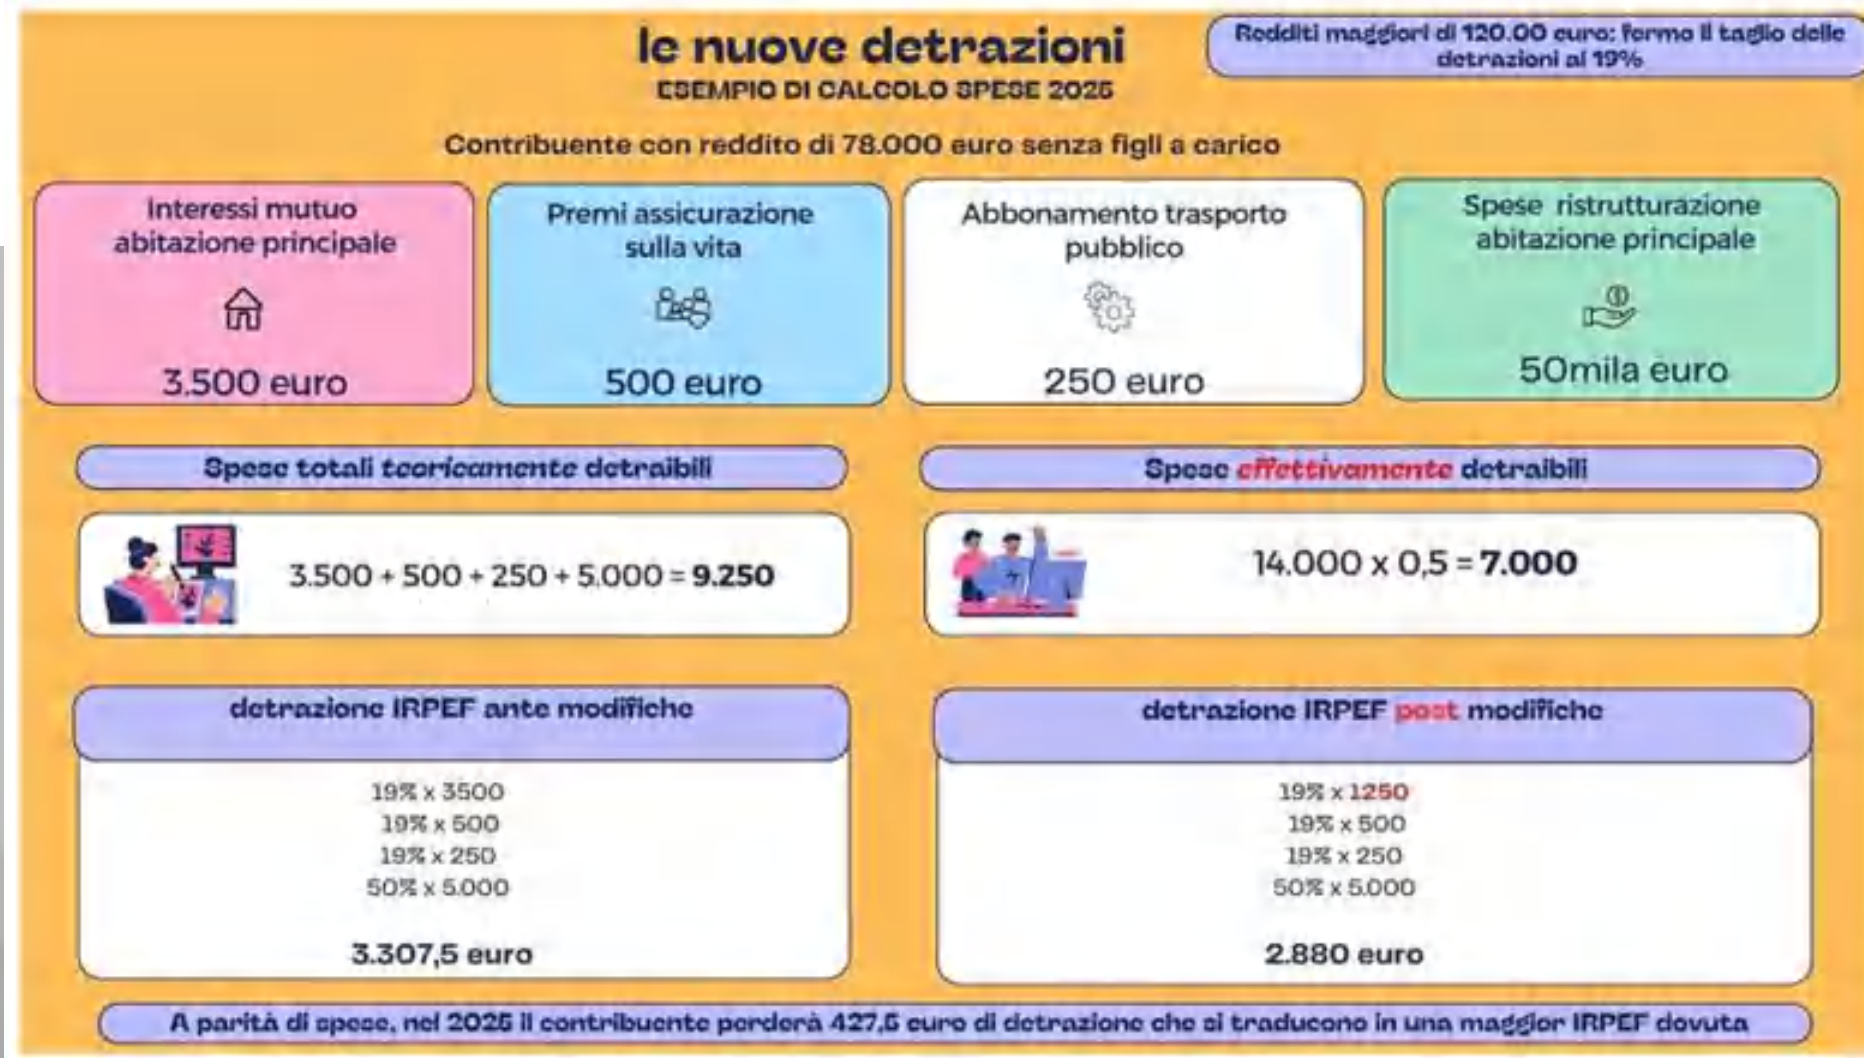 le nuove detrazioni
ESEMPIO DI CALCOLO SPESE 2025
Redditi maggiori di 120.00 euro: fermo il taglio delle
detrazioni al 19%
Contribuente con reddito di 78.000 euro senza figli a carico
Interessi mutuo
abitazione principale
3.500 euro
Premi assicurazione
sulla vita
500 euro
Abbonamento trasporto
pubblico
250 euro
Spese ristrutturazione
abitazione principale
50mila euro
Spese totali teoricamente detraibili
3.500 + 500 + 250 + 5.000 = 9.250
Spese effettivamente detraibili
14.000 x 0,5 = 7.000
detrazione IRPEF ante modifiche
19% x 3500
19% x 500
19% x 250
50% x 5.000
3.307,5 euro
detrazione IRPEF post modifiche
19% x 1250
19% x 500
19% x 250
50% x 5.000
2.880 euro
A parità di spese, nel 2025 il contribuente perderà 427,5 euro di detrazione che si traducono in una maggior IRPEF dovuta